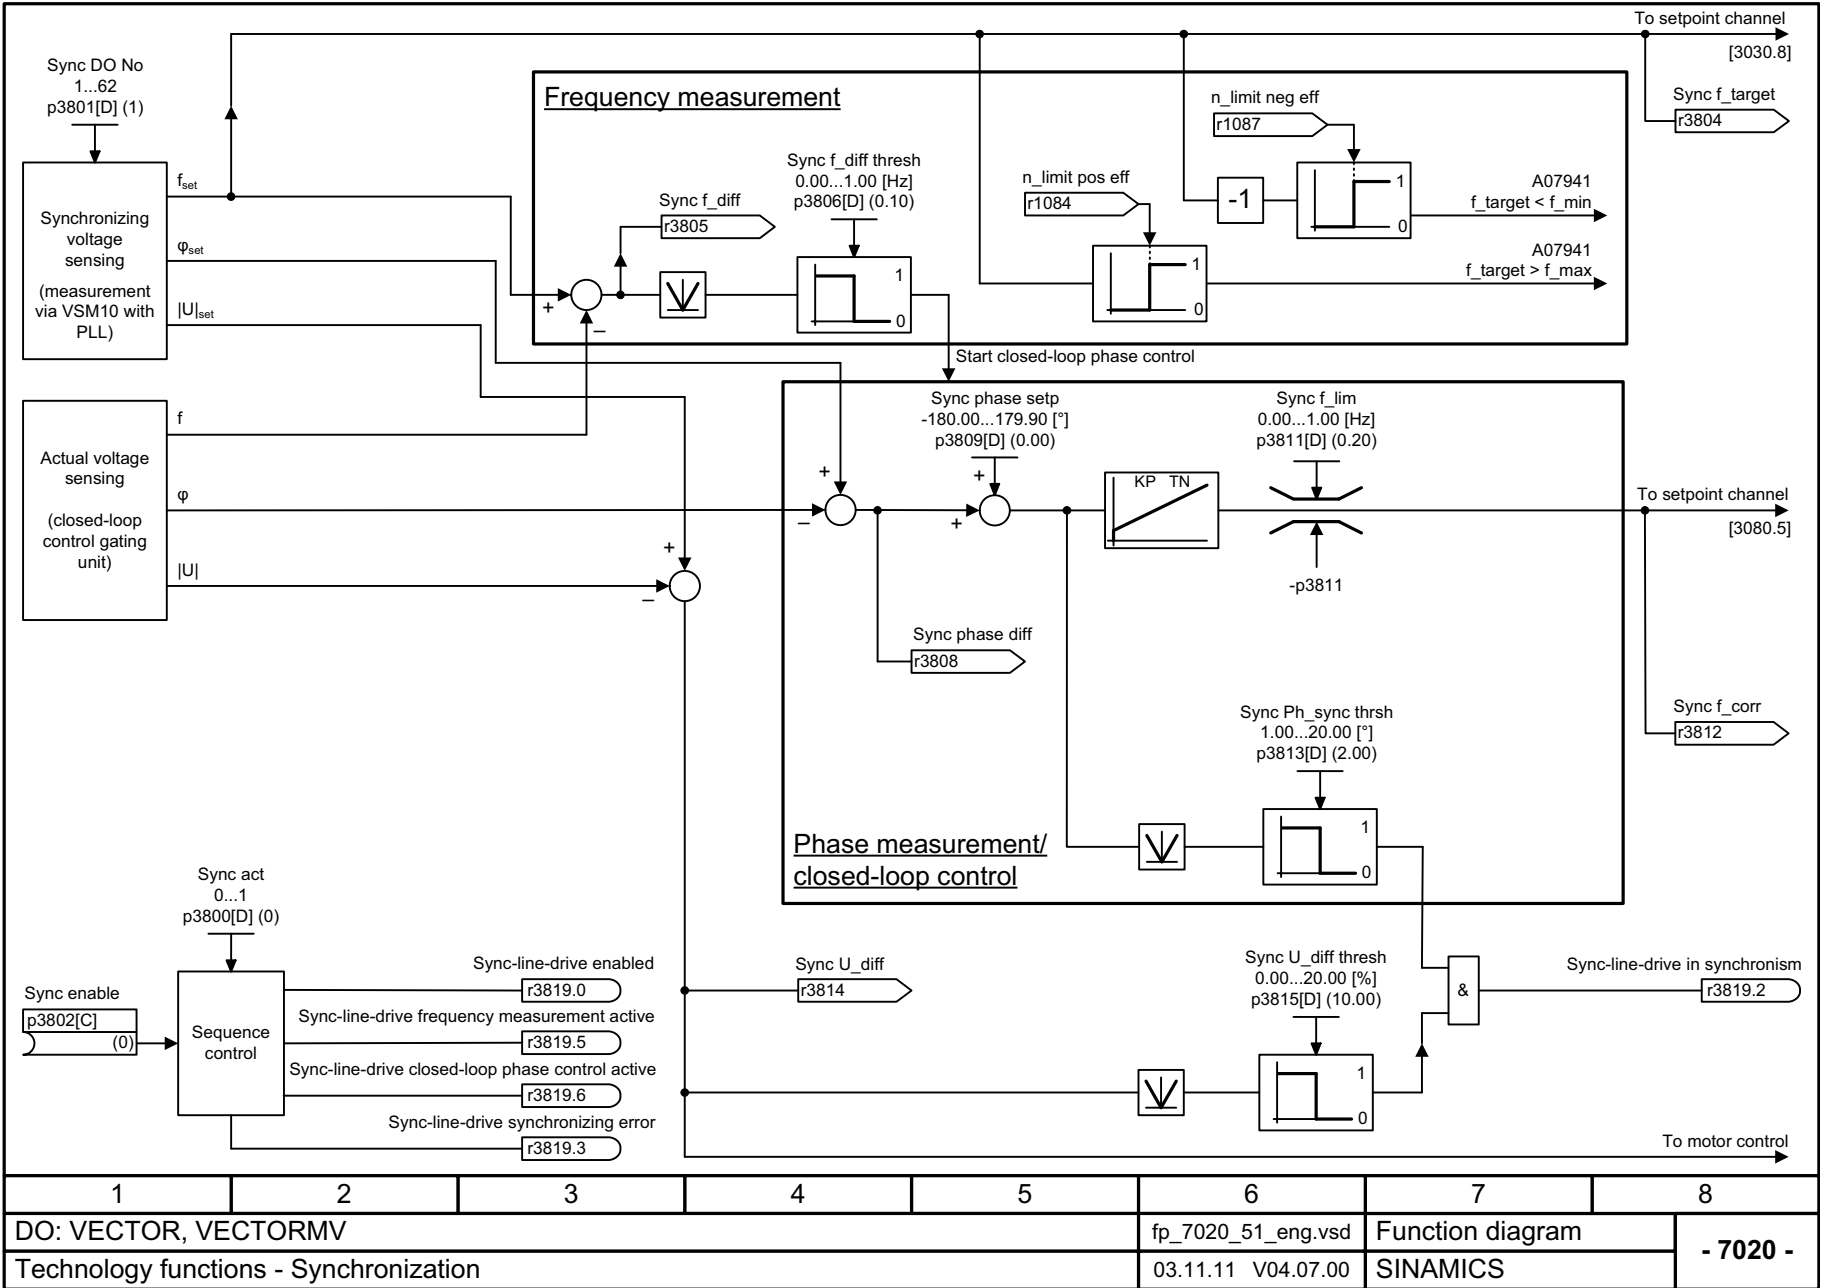 To setpoint channel
[3030.8]
Sync DO No
1...62
p3801[D] (1)
Frequency measurement
n_limit neg eff
r1087
Sync f_target
r3804
Synchronizing
voltage
sensing
(measurement
via VSM10 with
PLL)
fset
φset
|U|set
Sync f_diff
r3805
Sync f_diff thresh
0.00...1.00 [Hz]
p3806[D] (0.10)
1
0
n_limit pos eff
r1084
1
0
-1
1
0
A07941
f_target < f_min
A07941
f_target > f_max
+
–
Start closed-loop phase control
Actual voltage
sensing
(closed-loop
control gating
unit)
f
φ
|U|
Sync phase setp
-180.00...179.90 [°]
p3809[D] (0.00)
Sync f_lim
0.00...1.00 [Hz]
p3811[D] (0.20)
+
–
+
+
KP TN
-p3811
To setpoint channel
[3080.5]
+
–
Sync phase diff
r3808
Sync f_corr
r3812
Sync Ph_sync thrsh
1.00...20.00 [°]
p3813[D] (2.00)
1
0
Phase measurement/
closed-loop control
Sync act
0...1
p3800[D] (0)
Sync enable
p3802[C]
(0)
Sequence
control
Sync-line-drive enabled
r3819.0
Sync-line-drive frequency measurement active
r3819.5
Sync-line-drive closed-loop phase control active
r3819.6
Sync-line-drive synchronizing error
r3819.3
Sync U_diff
r3814
Sync U_diff thresh
0.00...20.00 [%]
p3815[D] (10.00)
1
0
&
Sync-line-drive in synchronism
r3819.2
To motor control
1 2 3 4 5 6 7 8
DO: VECTOR, VECTORMV
fp_7020_51_eng.vsd
Function diagram
- 7020 -
Technology functions - Synchronization
03.11.11 V04.07.00
SINAMICS